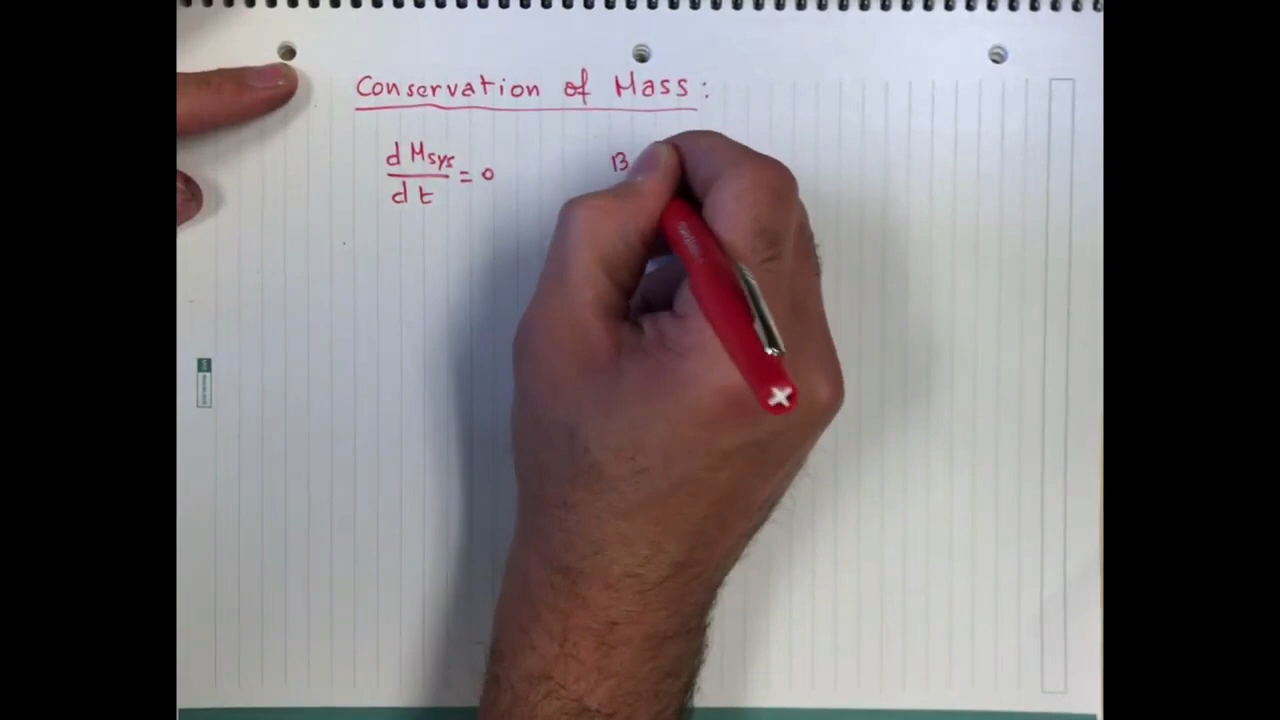 Conservation of Mass:
dMsys
dt = 0
B